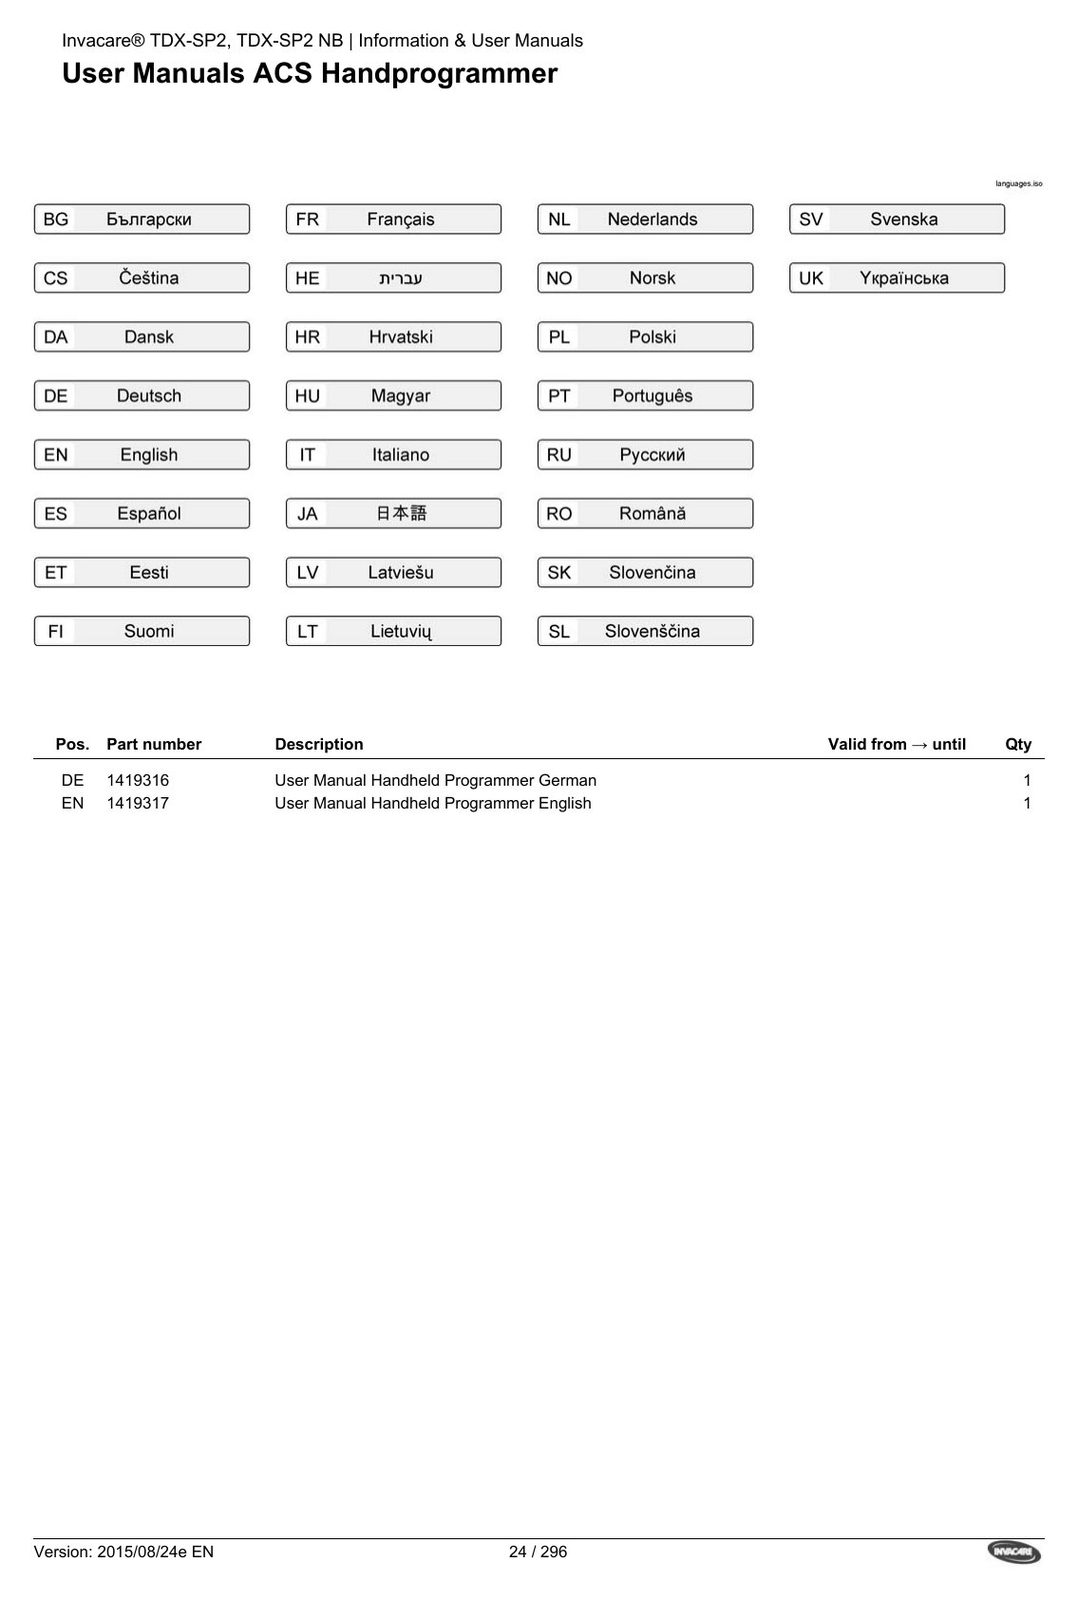 Invacare® TDX-SP2, TDX-SP2 NB | Information & User Manuals
User Manuals ACS Handprogrammer
languages.iso
BG Български FR Français NL Nederlands SV Svenska
CS Čeština HE עברית NO Norsk UK Yкраїнська
DA Dansk HR Hrvatski PL Polski
DE Deutsch HU Magyar PT Português
EN English IT Italiano RU Русский
ES Español JA 日本語 RO Română
ET Eesti LV Latviešu SK Slovenčina
FI Suomi LT Lietuvių SL Slovenščina
Pos. Part number Description Valid from → until Qty
DE 1419316 User Manual Handheld Programmer German 1
EN 1419317 User Manual Handheld Programmer English 1
Version: 2015/08/24e EN 24 / 296 INVACARE